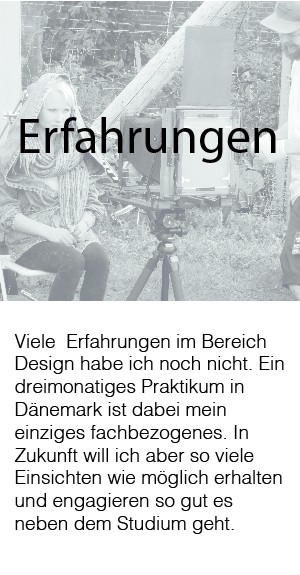 Erfahrungen
Viele  Erfahrungen im Bereich
Design habe ich noch nicht. Ein
dreimonatiges Praktikum in
Dänemark ist dabei mein
einziges fachbezogenes. In
Zukunft will ich aber so viele
Einsichten wie möglich erhalten
und engagieren so gut es
neben dem Studium geht.